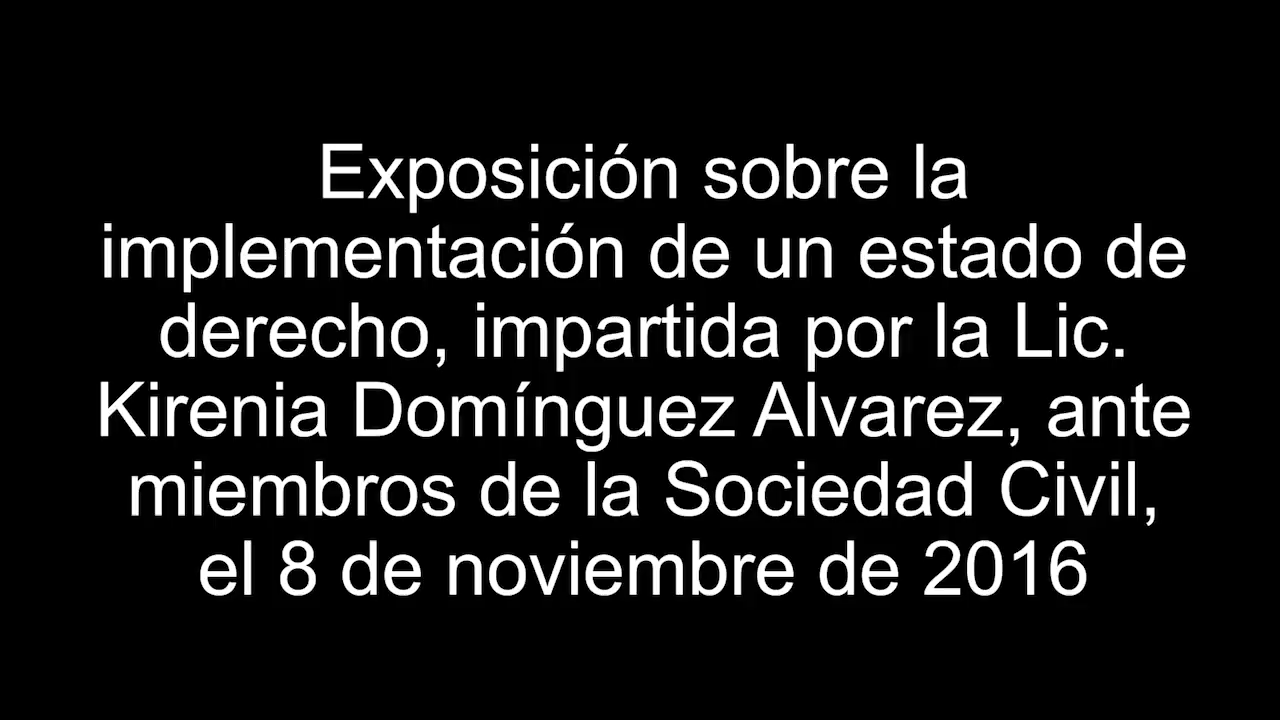 Exposición sobre la
implementación de un estado de
derecho, impartida por la Lic.
Kirenia Domínguez Alvarez, ante
miembros de la Sociedad Civil,
el 8 de noviembre de 2016